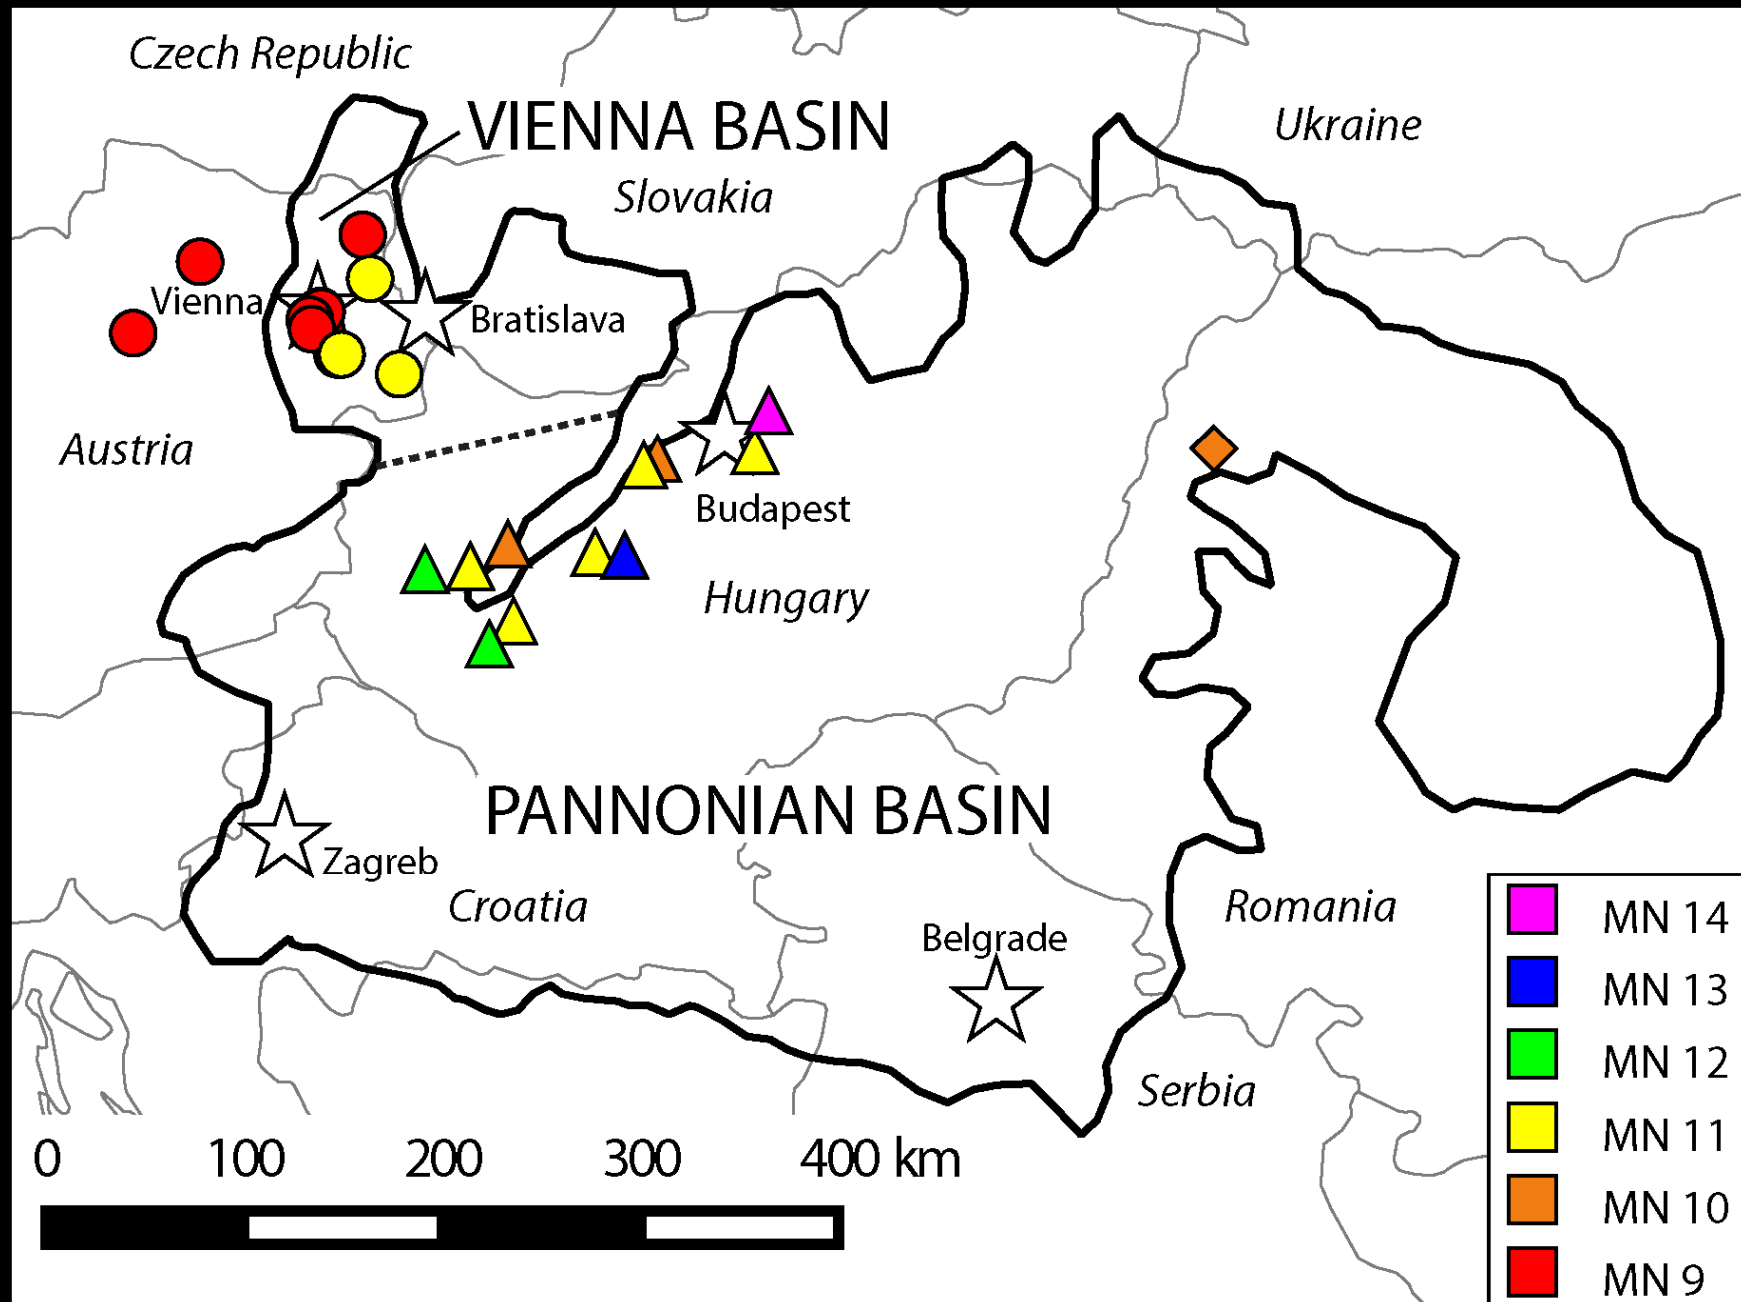 Czech Republic
VIENNA BASIN
Ukraine
Slovakia
Vienna
Bratislava
Austria
Budapest
Hungary
PANNONIAN BASIN
Zagreb
Croatia
Romania
Belgrade
Serbia
MN 14
MN 13
MN 12
MN 11
MN 10
MN 9
0 100 200 300 400 km